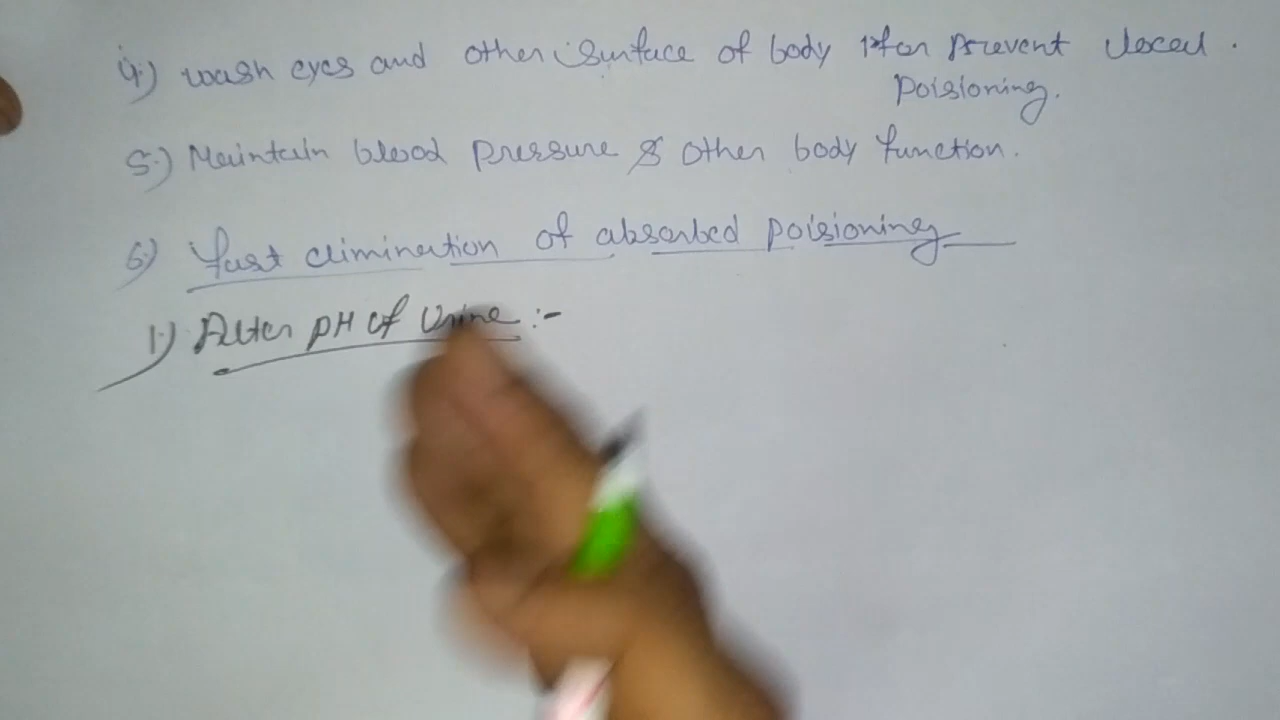 4.) wash eyes and other surface of body for prevent local.
poisioning.
5.) Maintain blood pressure & other body function.
6.) fast elimination of absorbed poisioning
1.) Alter pH of Urine :-